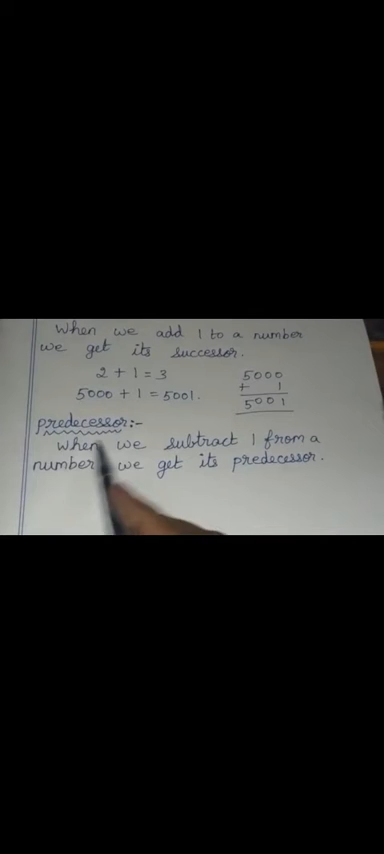 When we add 1 to a number
we get its successor.
2 + 1 = 3
5000 + 1 = 5001.
5000
+ 1
5001
Predecessor:-
When we subtract 1 from a
number we get its predecessor.